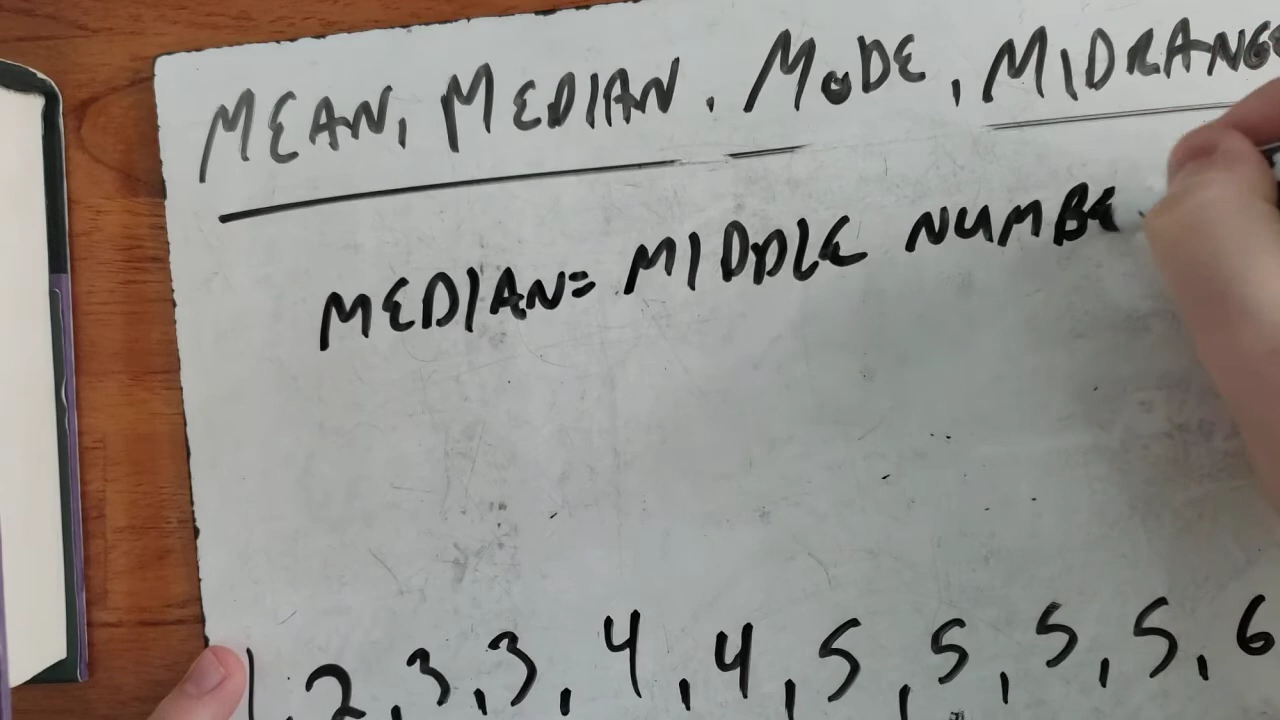 MEAN, MEDIAN, MODE, MIDRANGE
MEDIAN= MIDDLE NUMBE
1, 2, 3, 3, 4, 4, 5, 5, 5, 5, 6